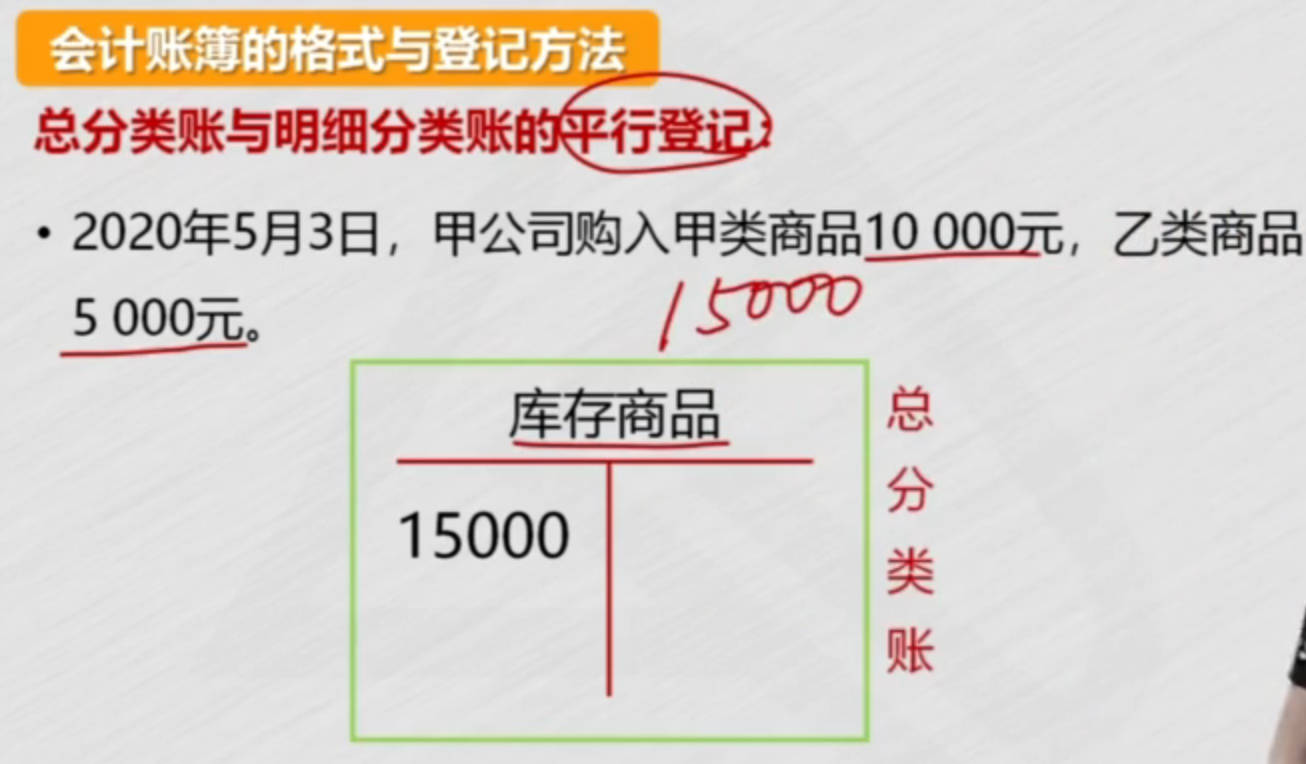 会计账簿的格式与登记方法
总分类账与明细分类账的平行登记：
• 2020年5月3日，甲公司购入甲类商品10 000元，乙类商品
5 000元。
15000
库存商品
15000
总分类账